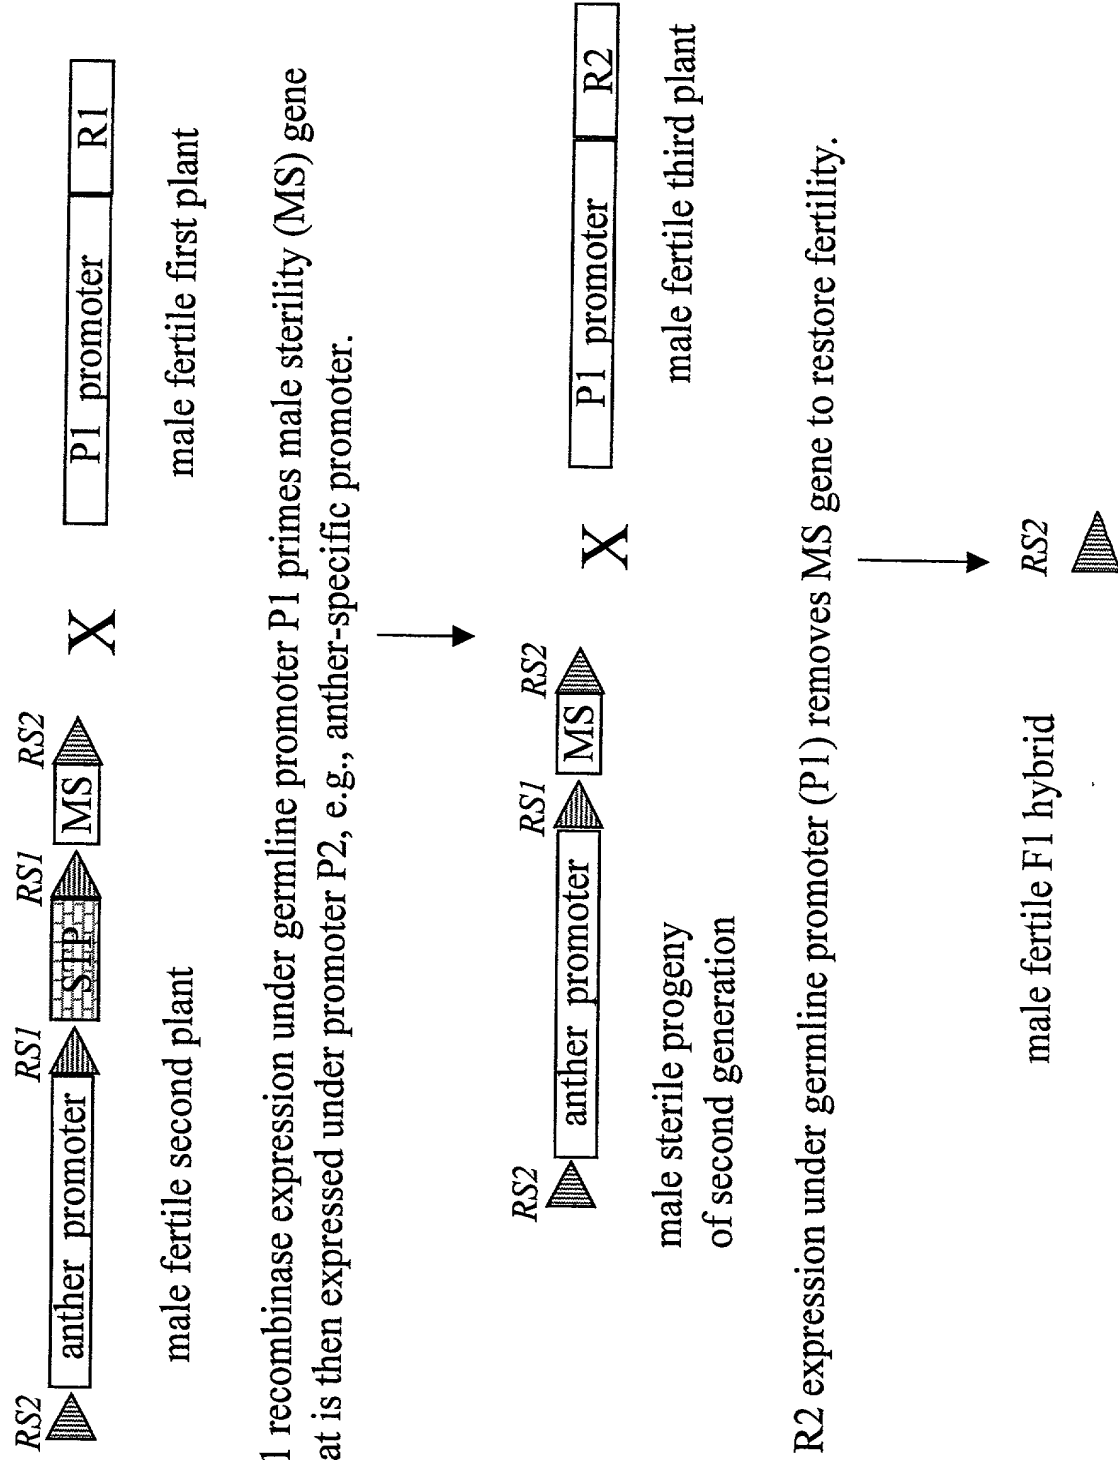 RS2 RS1 RS1 RS2
anther promoter STP MS X P1 promoter R1
male fertile second plant male fertile first plant
1 recombinase expression under germline promoter P1 primes male sterility (MS) gene
at is then expressed under promoter P2, e.g., anther-specific promoter.
RS2 RS1 RS2
anther promoter MS X P1 promoter R2
male sterile progeny male fertile third plant
of second generation
R2 expression under germline promoter (P1) removes MS gene to restore fertility.
RS2
male fertile F1 hybrid